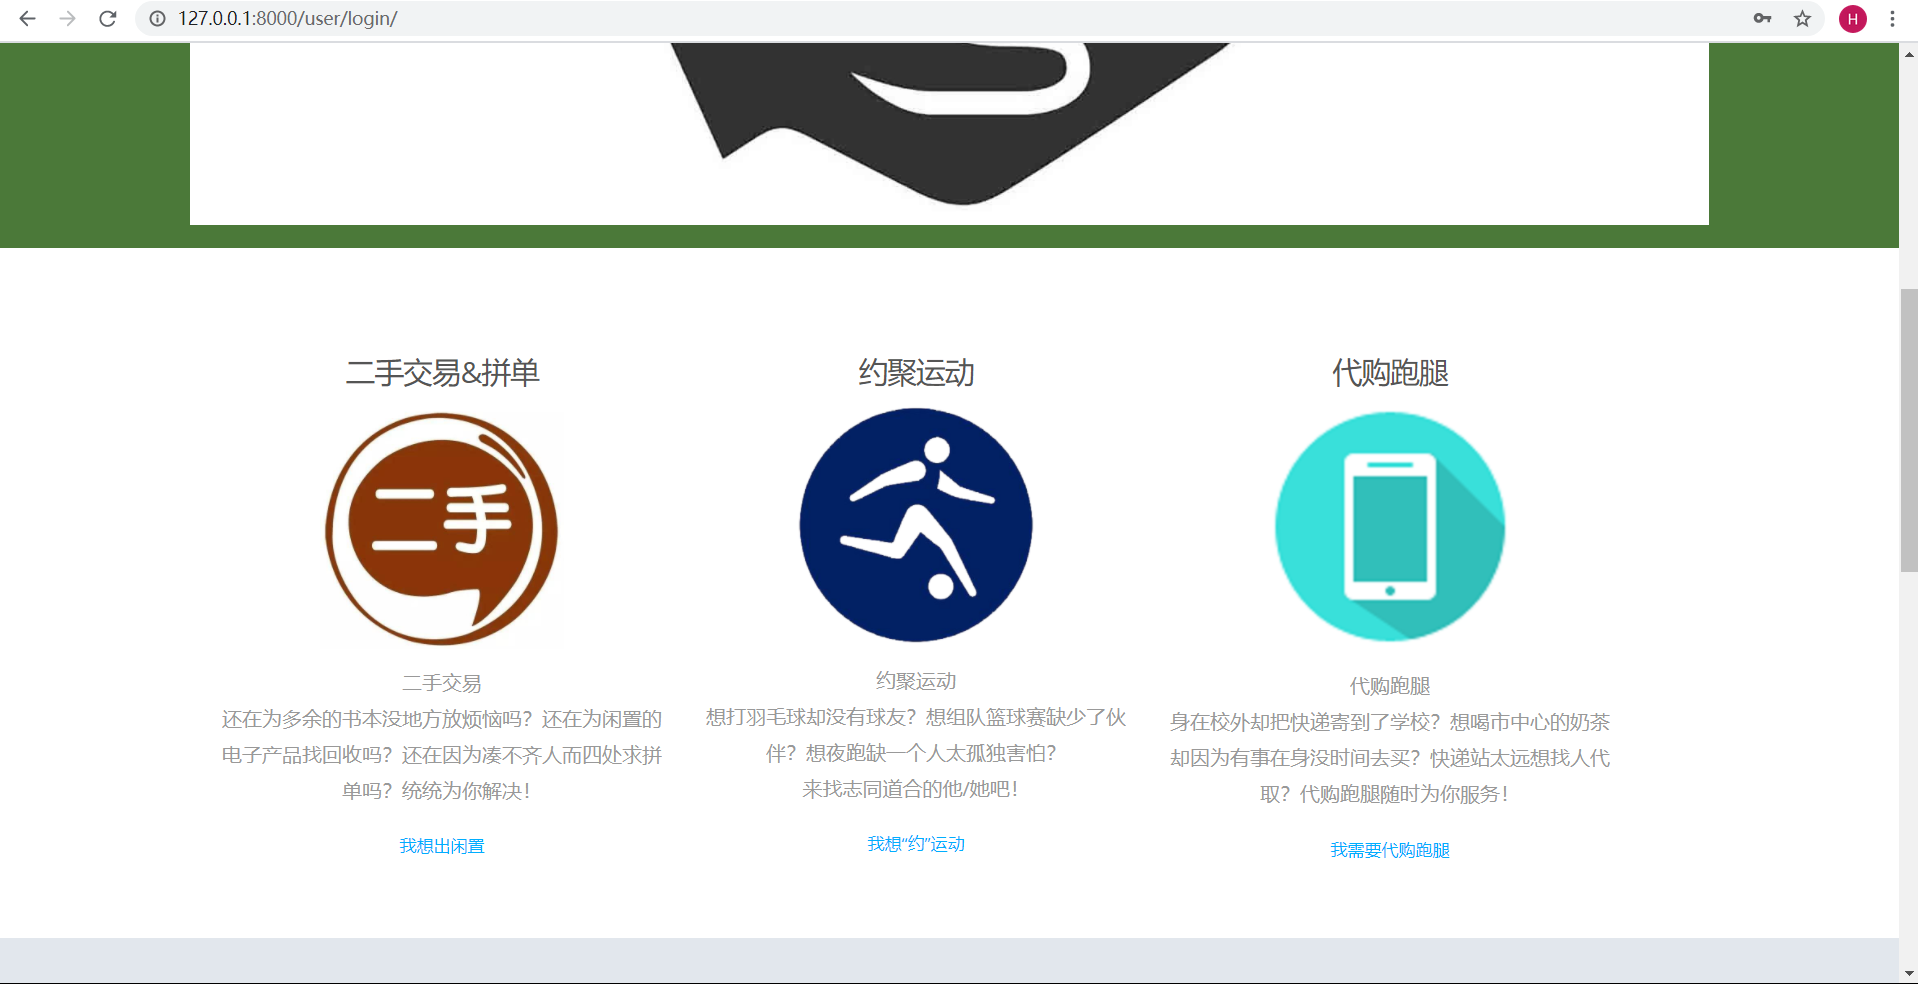 127.0.0.1:8000/user/login/
H
二手交易&拼单
二手
二手交易
还在为多余的书本没地方放烦恼吗？还在为闲置的
电子产品找回收吗？还在因为凑不齐人而四处求拼
单吗？统统为你解决！
我想出闲置
约聚运动
约聚运动
想打羽毛球却没有球友？想组队篮球赛缺少了伙
伴？想夜跑缺一个人太孤独害怕？
来找志同道合的他/她吧！
我想“约”运动
代购跑腿
代购跑腿
身在校外却把快递寄到了学校？想喝市中心的奶茶
却因为有事在身没时间去买？快递站太远想找人代
取？代购跑腿随时为你服务！
我需要代购跑腿